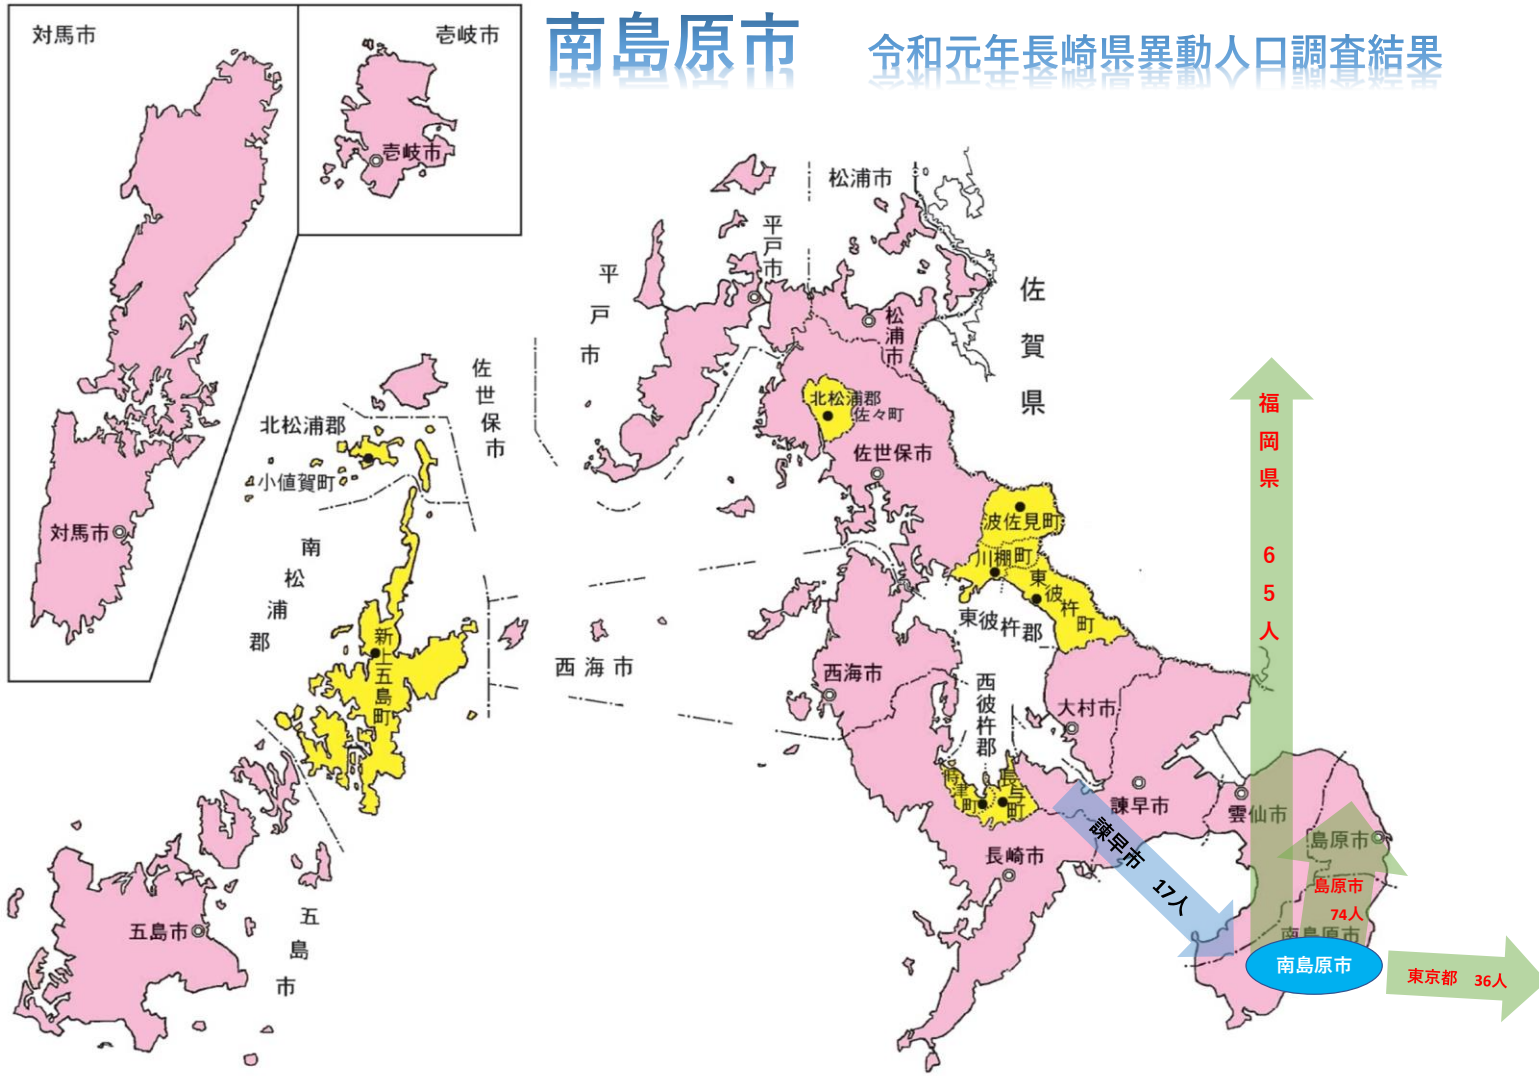 南島原市
令和元年長崎県異動人口調査結果
対馬市
壱岐市
壱岐市
対馬市
松浦市
平戸市
平戸市
佐賀県
松浦市
佐世保市
北松浦郡
佐々町
佐世保市
北松浦郡
小値賀町
波佐見町
川棚町
東彼杵町
東彼杵郡
南松浦郡
新上五島町
西海市
西海市
西彼杵郡
大村市
時津町
長与町
諫早市
雲仙市
島原市
長崎市
五島市
五島市
南島原市
福岡県 65人
諫早市 17人
島原市
74人
南島原市
東京都 36人